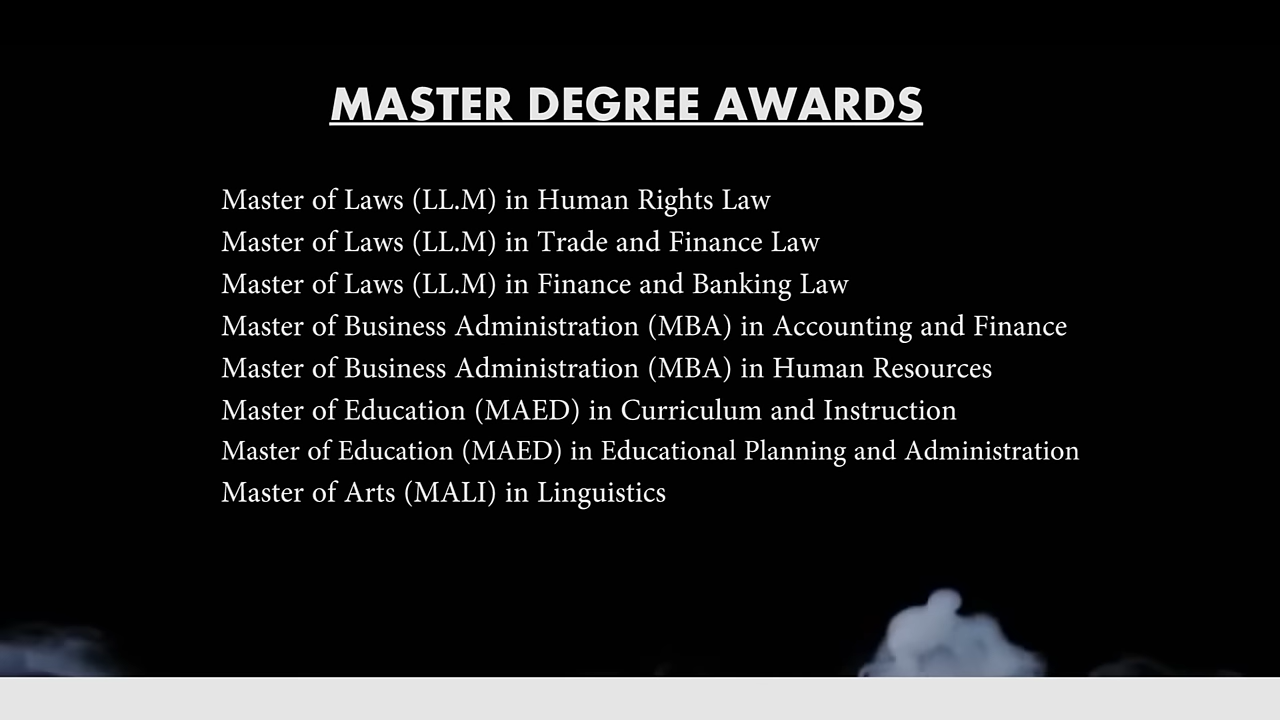 MASTER DEGREE AWARDS
Master of Laws (LL.M) in Human Rights Law
Master of Laws (LL.M) in Trade and Finance Law
Master of Laws (LL.M) in Finance and Banking Law
Master of Business Administration (MBA) in Accounting and Finance
Master of Business Administration (MBA) in Human Resources
Master of Education (MAED) in Curriculum and Instruction
Master of Education (MAED) in Educational Planning and Administration
Master of Arts (MALI) in Linguistics